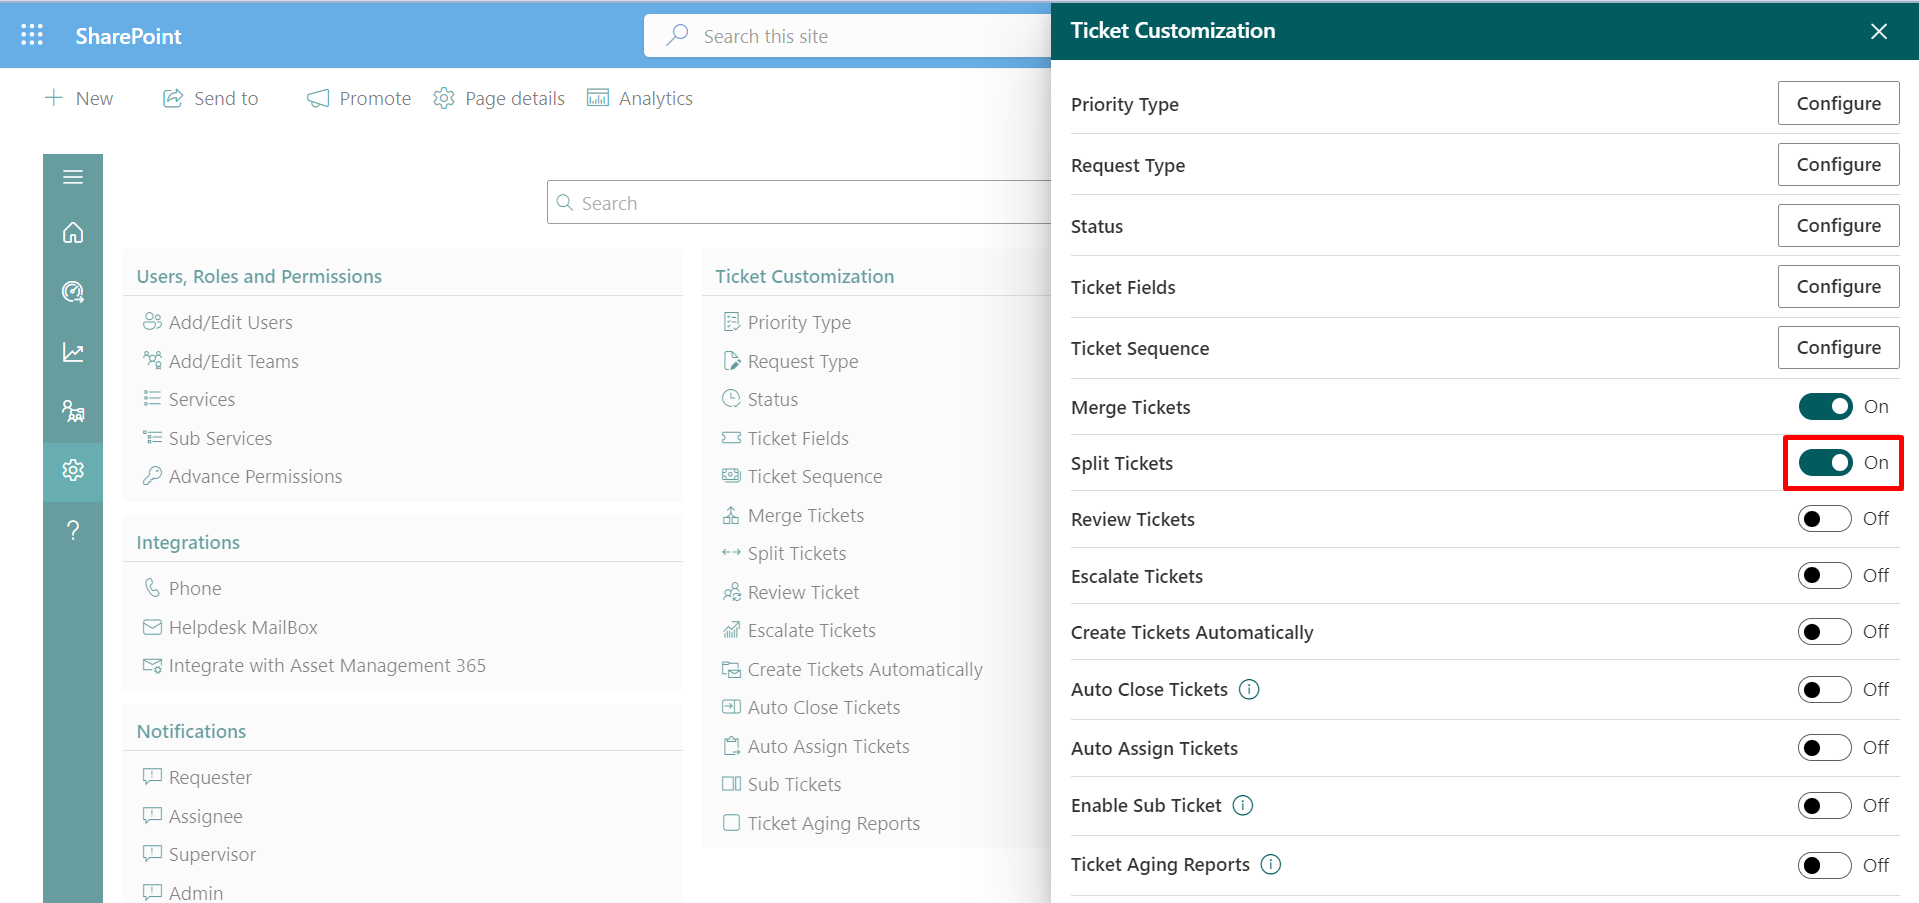 SharePoint
Search this site
New
Send to
Promote
Page details
Analytics
Search
Users, Roles and Permissions
Add/Edit Users
Add/Edit Teams
Services
Sub Services
Advance Permissions
Integrations
Phone
Helpdesk MailBox
Integrate with Asset Management 365
Notifications
Requester
Assignee
Supervisor
Admin
Ticket Customization
Priority Type
Request Type
Status
Ticket Fields
Ticket Sequence
Merge Tickets
Split Tickets
Review Ticket
Escalate Tickets
Create Tickets Automatically
Auto Close Tickets
Auto Assign Tickets
Sub Tickets
Ticket Aging Reports
Ticket Customization
Priority Type Configure
Request Type Configure
Status Configure
Ticket Fields Configure
Ticket Sequence Configure
Merge Tickets On
Split Tickets On
Review Tickets Off
Escalate Tickets Off
Create Tickets Automatically Off
Auto Close Tickets Off
Auto Assign Tickets Off
Enable Sub Ticket Off
Ticket Aging Reports Off